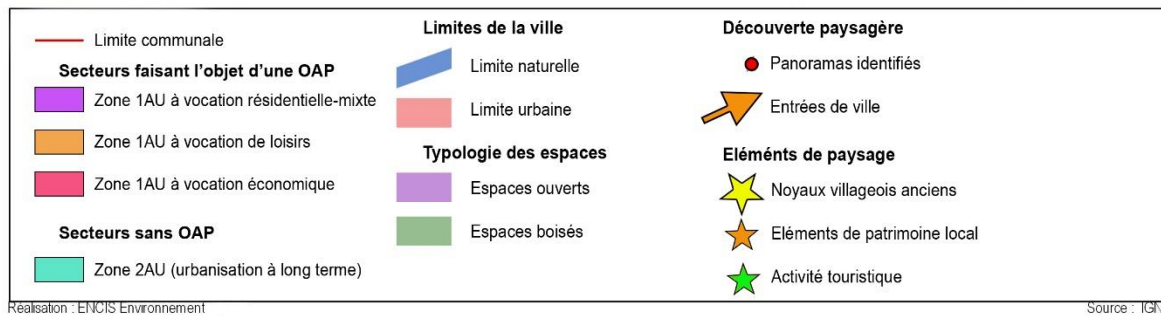 Limite communale
Secteurs faisant l'objet d'une OAP
Zone 1AU à vocation résidentielle-mixte
Zone 1AU à vocation de loisirs
Zone 1AU à vocation économique
Secteurs sans OAP
Zone 2AU (urbanisation à long terme)
Limites de la ville
Limite naturelle
Limite urbaine
Typologie des espaces
Espaces ouverts
Espaces boisés
Découverte paysagère
Panoramas identifiés
Entrées de ville
Eléménts de paysage
Noyaux villageois anciens
Eléments de patrimoine local
Activité touristique
Réalisation : ENCIS Environnement
Source : IGN